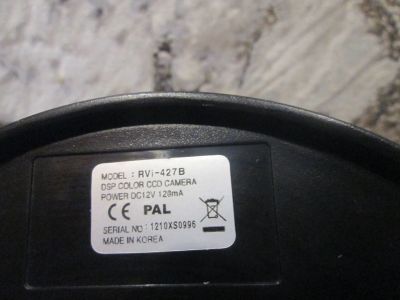 MODEL : RVi-427B
DSP COLOR CCD CAMERA
POWER DC12V 120mA
CE PAL
SERIAL NO : 1210XS0996
MADE IN KOREA